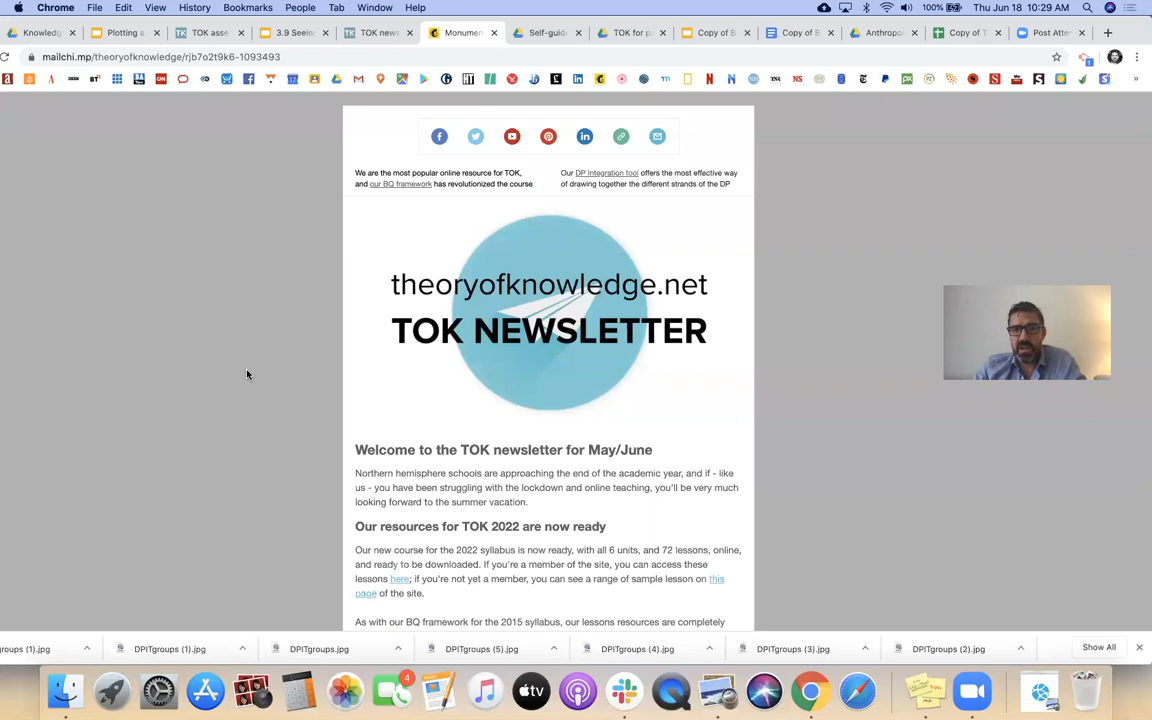 Chrome File Edit View History Bookmarks People Tab Window Help 100% Thu Jun 18 10:29 AM
Knowledg Plotting a TOK asse 3.9 Seein TOK news Monumen Self-guid TOK for p Copy of B Copy of B Anthropo Copy of T Post Atte
mailchi.mp/theoryofknowledge/rjb7o2t9k6-1093493
We are the most popular online resource for TOK,
and our BQ framework has revolutionized the course
Our DP Integration tool offers the most effective way
of drawing together the different strands of the DP
theoryofknowledge.net
TOK NEWSLETTER
Welcome to the TOK newsletter for May/June
Northern hemisphere schools are approaching the end of the academic year, and if - like
us - you have been struggling with the lockdown and online teaching, you'll be very much
looking forward to the summer vacation.
Our resources for TOK 2022 are now ready
Our new course for the 2022 syllabus is now ready, with all 6 units, and 72 lessons, online,
and ready to be downloaded. If you're a member of the site, you can access these
lessons here; if you're not yet a member, you can see a range of sample lesson on this
page of the site.
As with our BQ framework for the 2015 syllabus, our lessons resources are completely
groups (1).jpg DPITgroups (1).jpg DPITgroups.jpg DPITgroups (5).jpg DPITgroups (4).jpg DPITgroups (3).jpg DPITgroups (2).jpg Show All
4
tv